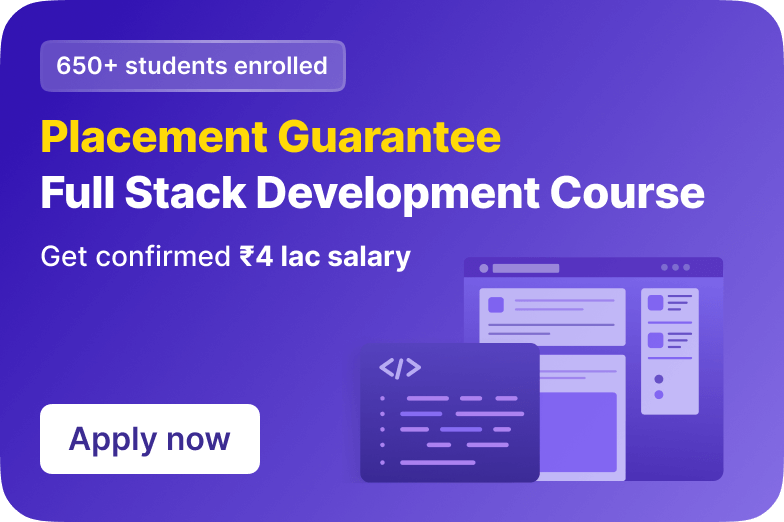 650+ students enrolled
Placement Guarantee
Full Stack Development Course
Get confirmed ₹4 lac salary
</>
Apply now